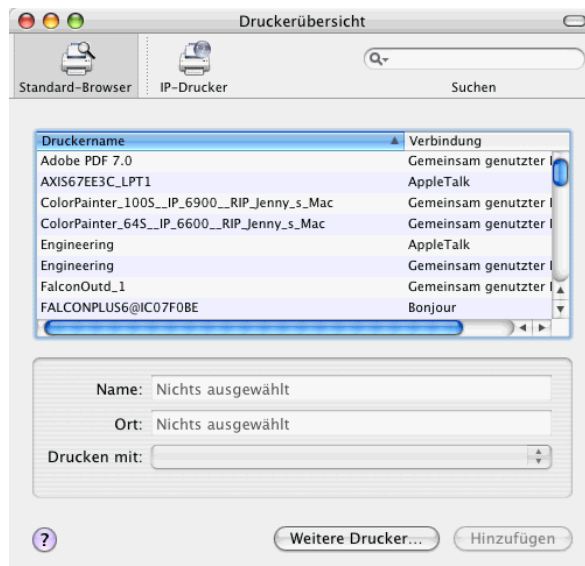 Druckerübersicht
Standard-Browser IP-Drucker Suchen
Druckername Verbindung
Adobe PDF 7.0 Gemeinsam genutzter
AXIS67EE3C_LPT1 AppleTalk
ColorPainter_100S__IP_6900__RIP_Jenny_s_Mac Gemeinsam genutzter
ColorPainter_64S__IP_6600__RIP_Jenny_s_Mac Gemeinsam genutzter
Engineering AppleTalk
Engineering Gemeinsam genutzter
FalconOutd_1 Gemeinsam genutzter
FALCONPLUS6@IC07F0BE Bonjour
Name: Nichts ausgewählt
Ort: Nichts ausgewählt
Drucken mit:
? Weitere Drucker... Hinzufügen